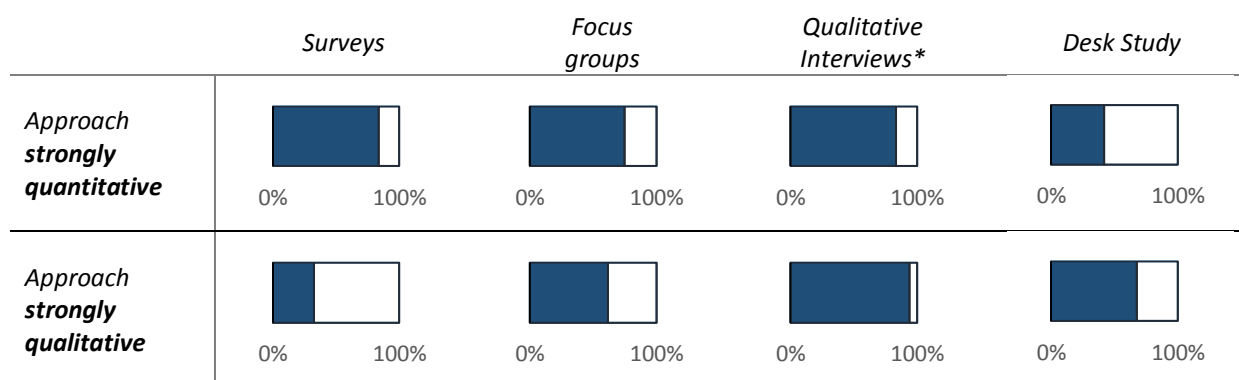 Surveys
Focus
groups
Qualitative
Interviews*
Desk Study
Approach
strongly
quantitative
0% 100%
0% 100%
0% 100%
0% 100%
Approach
strongly
qualitative
0% 100%
0% 100%
0% 100%
0% 100%